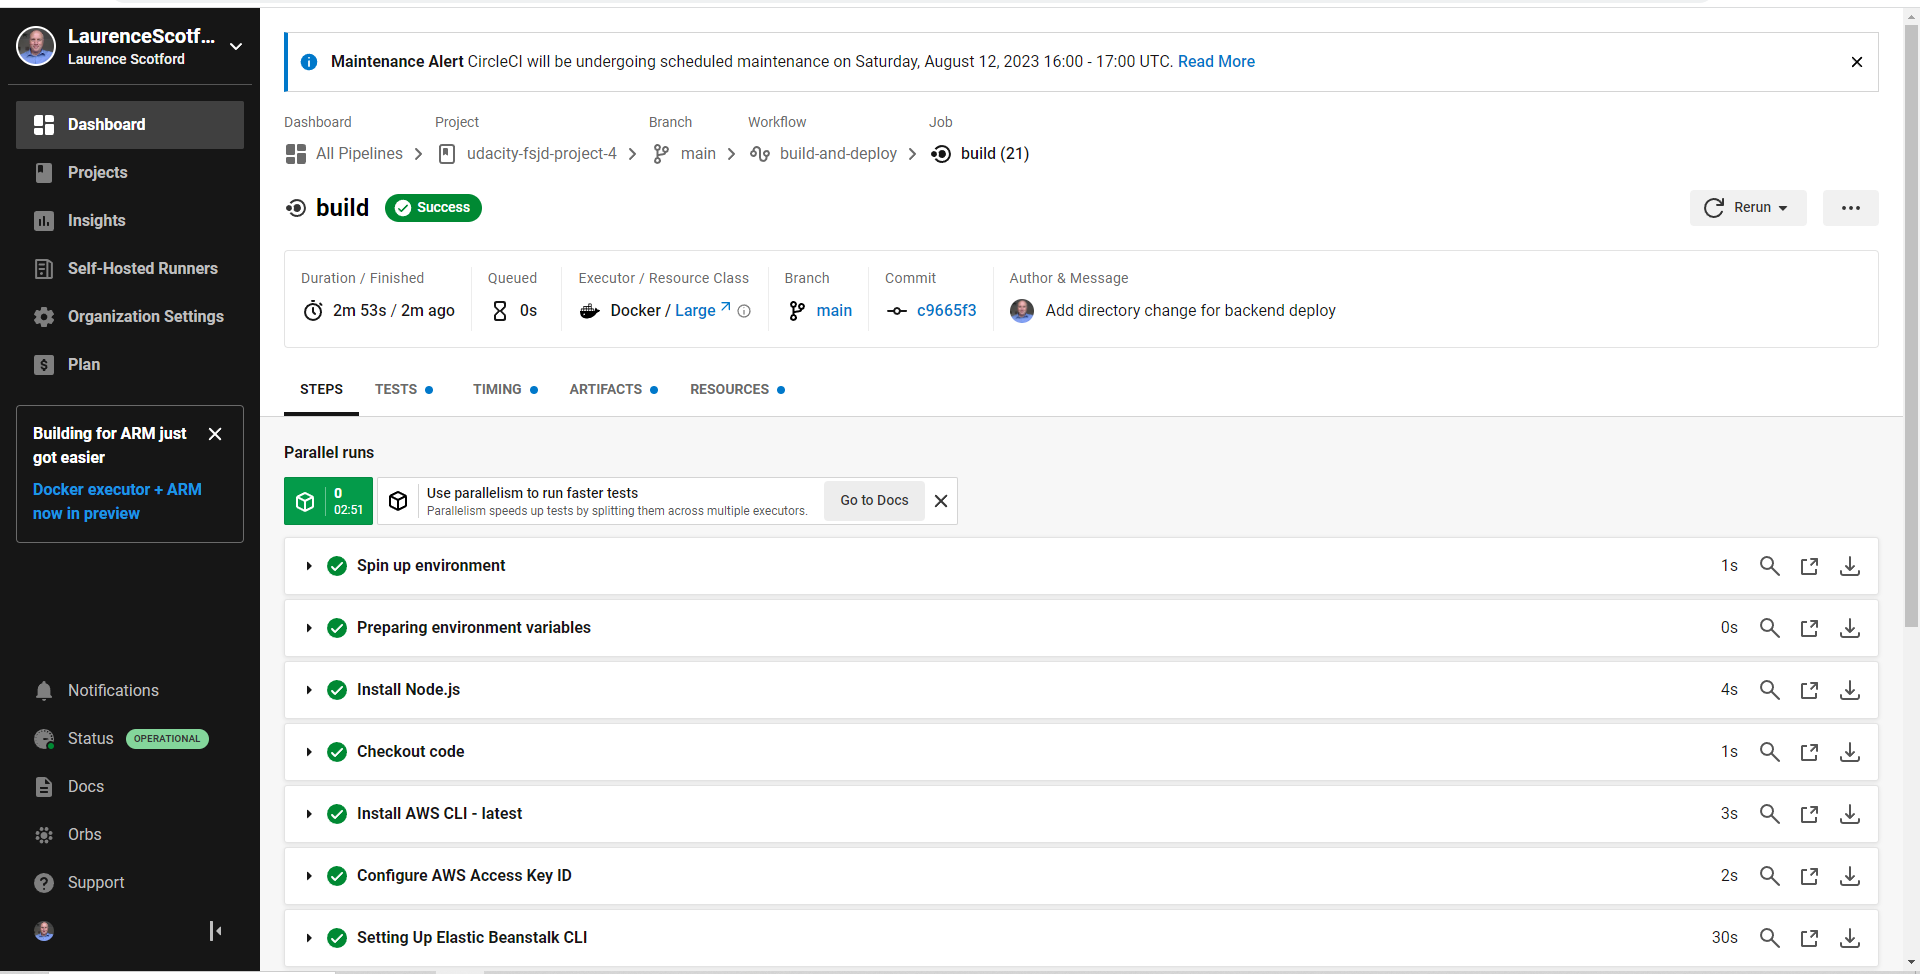 LaurenceScotf...
Laurence Scotford
Dashboard
Projects
Insights
Self-Hosted Runners
Organization Settings
Plan
Building for ARM just
got easier
Docker executor + ARM
now in preview
Notifications
Status OPERATIONAL
Docs
Orbs
Support
Maintenance Alert CircleCI will be undergoing scheduled maintenance on Saturday, August 12, 2023 16:00 - 17:00 UTC. Read More
Dashboard Project Branch Workflow Job
All Pipelines udacity-fsjd-project-4 main build-and-deploy build (21)
build Success Rerun
Duration / Finished Queued Executor / Resource Class Branch Commit Author & Message
2m 53s / 2m ago 0s Docker / Large main c9665f3 Add directory change for backend deploy
STEPS TESTS TIMING ARTIFACTS RESOURCES
Parallel runs
0
02:51
Use parallelism to run faster tests
Parallelism speeds up tests by splitting them across multiple executors.
Go to Docs
Spin up environment 1s
Preparing environment variables 0s
Install Node.js 4s
Checkout code 1s
Install AWS CLI - latest 3s
Configure AWS Access Key ID 2s
Setting Up Elastic Beanstalk CLI 30s